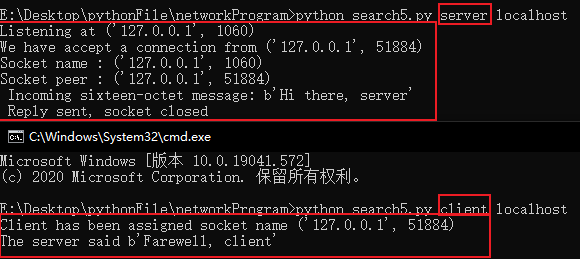 E:\Desktop\pythonFile\networkProgram>python search5.py server localhost
Listening at ('127.0.0.1', 1060)
We have accept a connection from ('127.0.0.1', 51884)
Socket name : ('127.0.0.1', 1060)
Socket peer : ('127.0.0.1', 51884)
 Incoming sixteen-octet message: b'Hi there, server'
 Reply sent, socket closed
C:\Windows\System32\cmd.exe
Microsoft Windows [版本 10.0.19041.572]
(c) 2020 Microsoft Corporation. 保留所有权利。
E:\Desktop\pythonFile\networkProgram>python search5.py client localhost
Client has been assigned socket name ('127.0.0.1', 51884)
The server said b'Farewell, client'